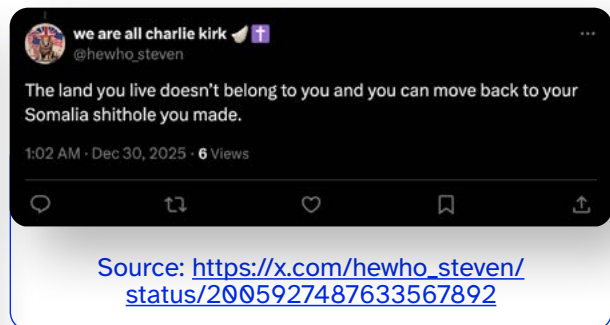 we are all charlie kirk 🕊️✝️
@hewho_steven
The land you live doesn't belong to you and you can move back to your
Somalia shithole you made.
1:02 AM · Dec 30, 2025 · 6 Views
Source: https://x.com/hewho_steven/
status/2005927487633567892